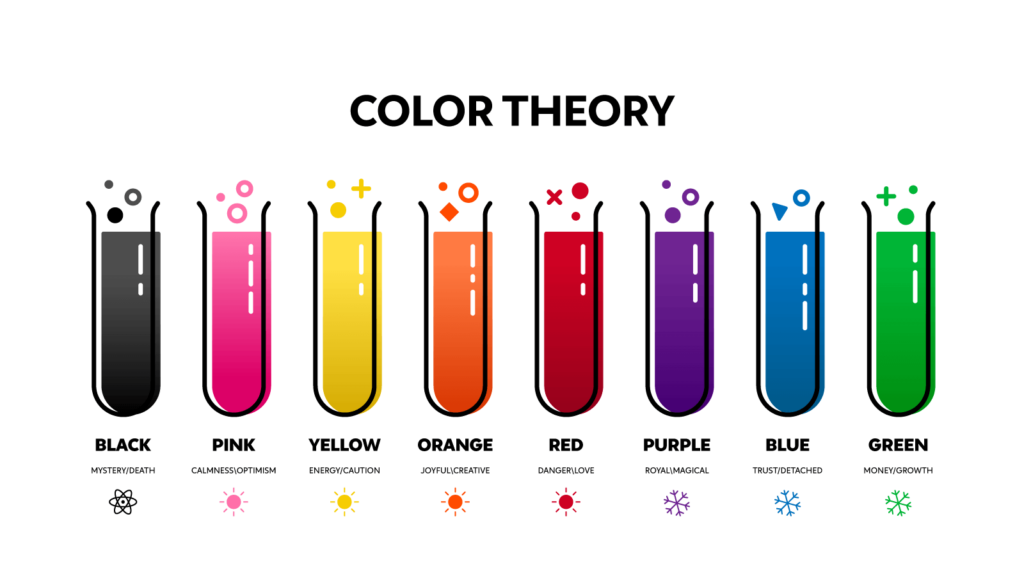 COLOR THEORY
BLACK
MYSTERY/DEATH
PINK
CALMNESS\OPTIMISM
YELLOW
ENERGY/CAUTION
ORANGE
JOYFUL\CREATIVE
RED
DANGER\LOVE
PURPLE
ROYAL\MAGICAL
BLUE
TRUST/DETACHED
GREEN
MONEY/GROWTH